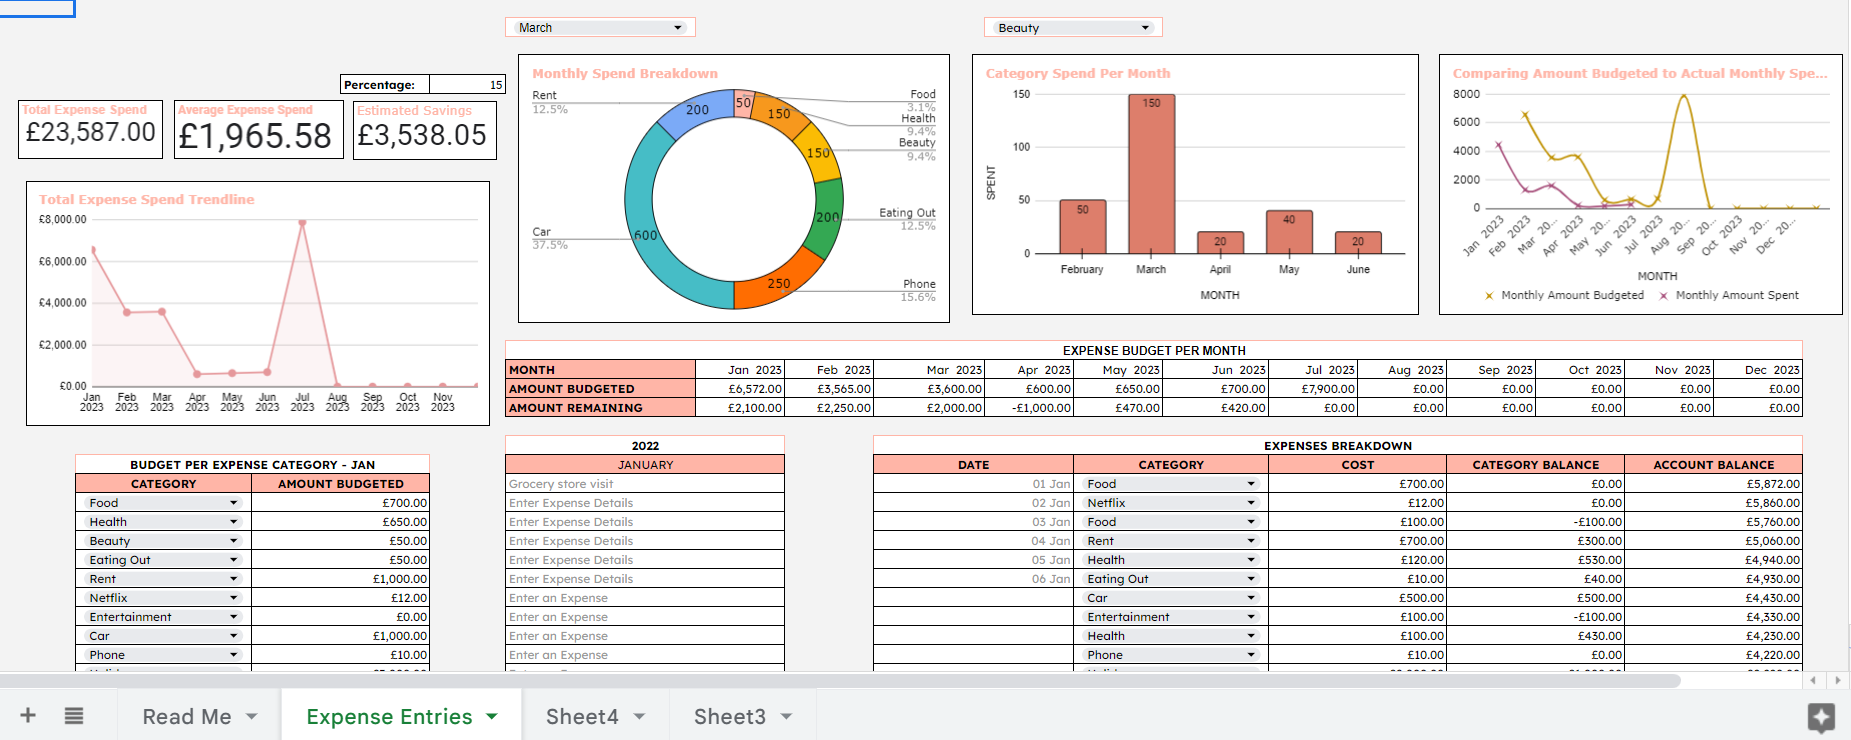 March
Beauty
Percentage: 15
Total Expense Spend
£23,587.00
Average Expense Spend
£1,965.58
Estimated Savings
£3,538.05
Total Expense Spend Trendline
£8,000.00
£6,000.00
£4,000.00
£2,000.00
£0.00
Jan 2023
Feb 2023
Mar 2023
Apr 2023
May 2023
Jun 2023
Jul 2023
Aug 2023
Sep 2023
Oct 2023
Nov 2023
Monthly Spend Breakdown
Rent
12.5%
Car
37.5%
Food
3.1%
Health
9.4%
Beauty
9.4%
Eating Out
12.5%
Phone
15.6%
50
150
150
200
250
600
200
Category Spend Per Month
SPENT
150
100
50
0
50
150
20
40
20
February March April May June
MONTH
Comparing Amount Budgeted to Actual Monthly Spe...
8000
6000
4000
2000
0
Jan 2023
Feb 2023
Mar 20...
Apr 2023
May 20...
Jun 2023
Jul 2023
Aug 20...
Sep 20...
Oct 2023
Nov 20...
Dec 20...
MONTH
Monthly Amount Budgeted Monthly Amount Spent
EXPENSE BUDGET PER MONTH
MONTH Jan 2023 Feb 2023 Mar 2023 Apr 2023 May 2023 Jun 2023 Jul 2023 Aug 2023 Sep 2023 Oct 2023 Nov 2023 Dec 2023
AMOUNT BUDGETED £6,572.00 £3,565.00 £3,600.00 £600.00 £650.00 £700.00 £7,900.00 £0.00 £0.00 £0.00 £0.00 £0.00
AMOUNT REMAINING £2,100.00 £2,250.00 £2,000.00 -£1,000.00 £470.00 £420.00 £0.00 £0.00 £0.00 £0.00 £0.00 £0.00
BUDGET PER EXPENSE CATEGORY - JAN
CATEGORY AMOUNT BUDGETED
Food £700.00
Health £650.00
Beauty £50.00
Eating Out £50.00
Rent £1,000.00
Netflix £12.00
Entertainment £0.00
Car £1,000.00
Phone £10.00
2022
JANUARY
Grocery store visit
Enter Expense Details
Enter Expense Details
Enter Expense Details
Enter Expense Details
Enter Expense Details
Enter an Expense
Enter an Expense
Enter an Expense
Enter an Expense
EXPENSES BREAKDOWN
DATE CATEGORY COST CATEGORY BALANCE ACCOUNT BALANCE
01 Jan Food £700.00 £0.00 £5,872.00
02 Jan Netflix £12.00 £0.00 £5,860.00
03 Jan Food £100.00 -£100.00 £5,760.00
04 Jan Rent £700.00 £300.00 £5,060.00
05 Jan Health £120.00 £530.00 £4,940.00
06 Jan Eating Out £10.00 £40.00 £4,930.00
Car £500.00 £500.00 £4,430.00
Entertainment £100.00 -£100.00 £4,330.00
Health £100.00 £430.00 £4,230.00
Phone £10.00 £0.00 £4,220.00
Read Me
Expense Entries
Sheet4
Sheet3